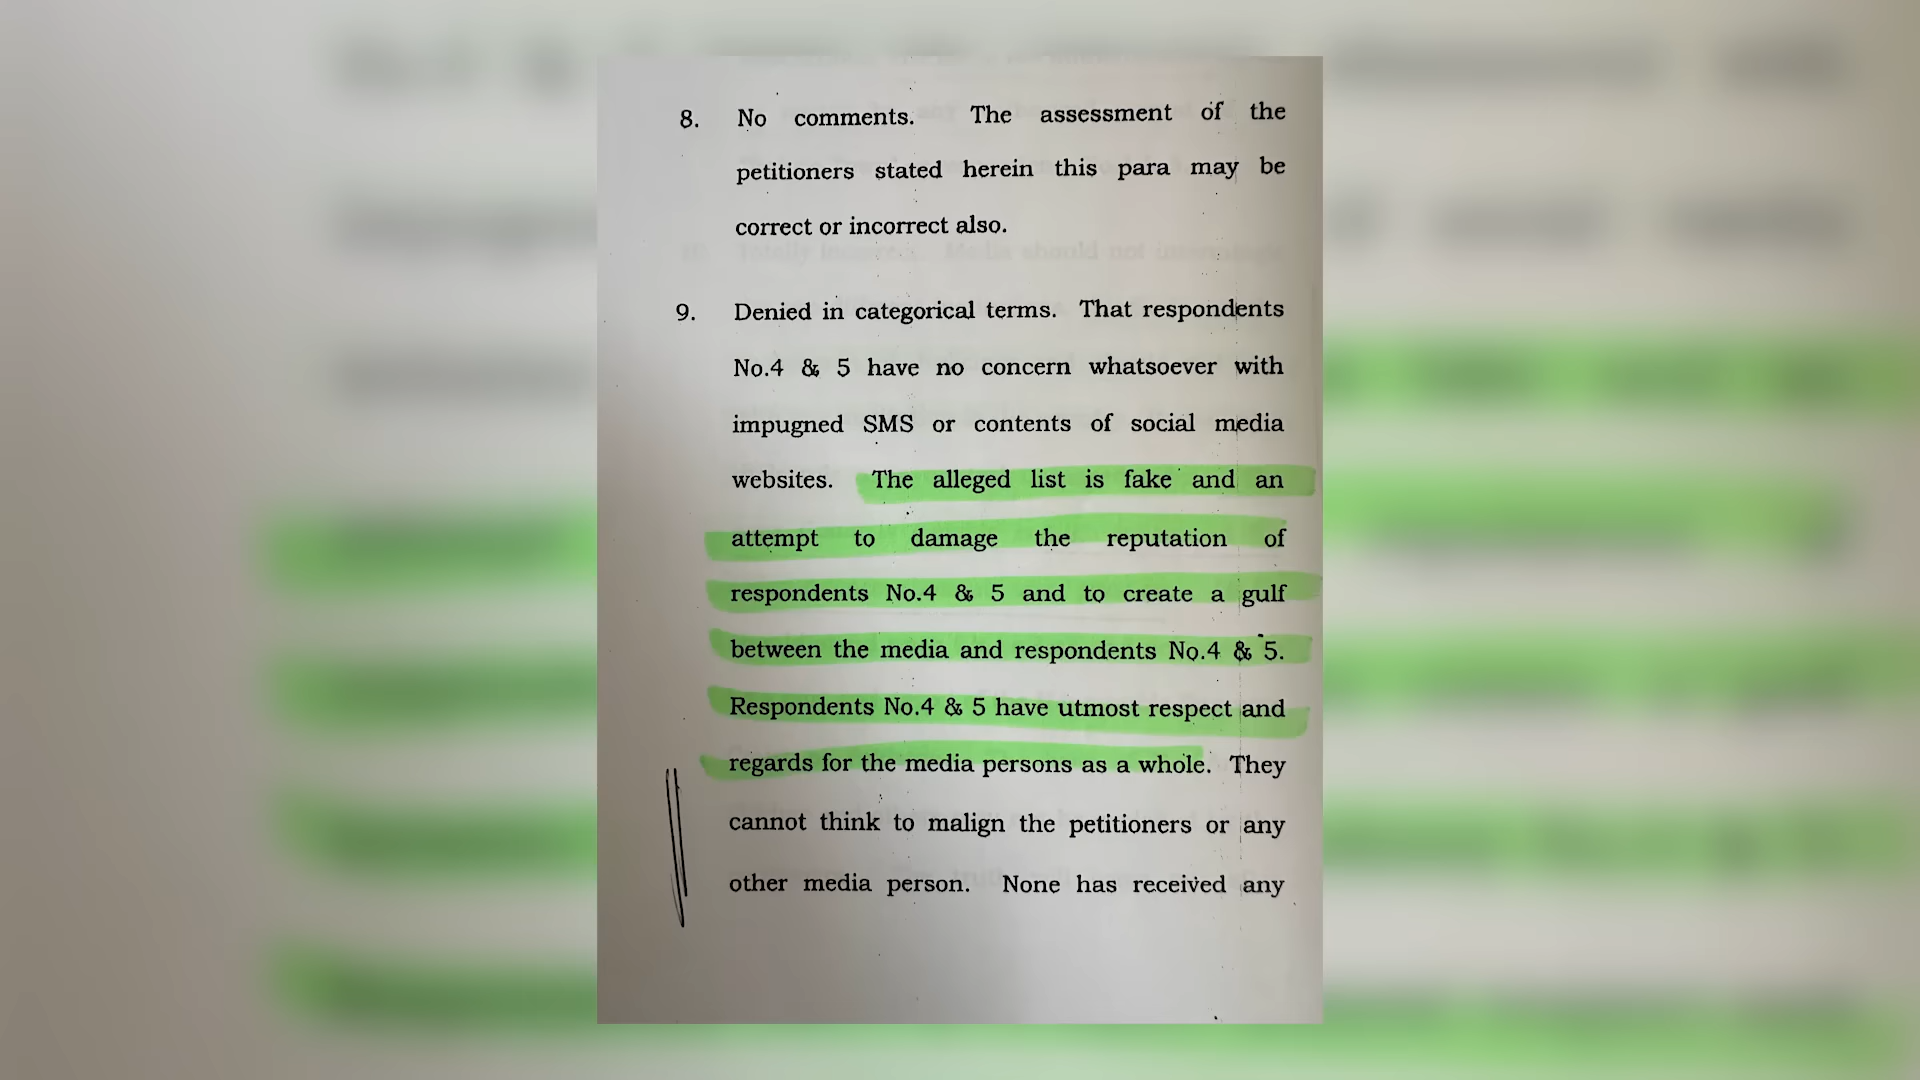 8. No comments. The assessment of the
petitioners stated herein this para may be
correct or incorrect also.
9. Denied in categorical terms. That respondents
No.4 & 5 have no concern whatsoever with
impugned SMS or contents of social media
websites. The alleged list is fake and an
attempt to damage the reputation of
respondents No.4 & 5 and to create a gulf
between the media and respondents No.4 & 5.
Respondents No.4 & 5 have utmost respect and
regards for the media persons as a whole. They
cannot think to malign the petitioners or any
other media person. None has received any